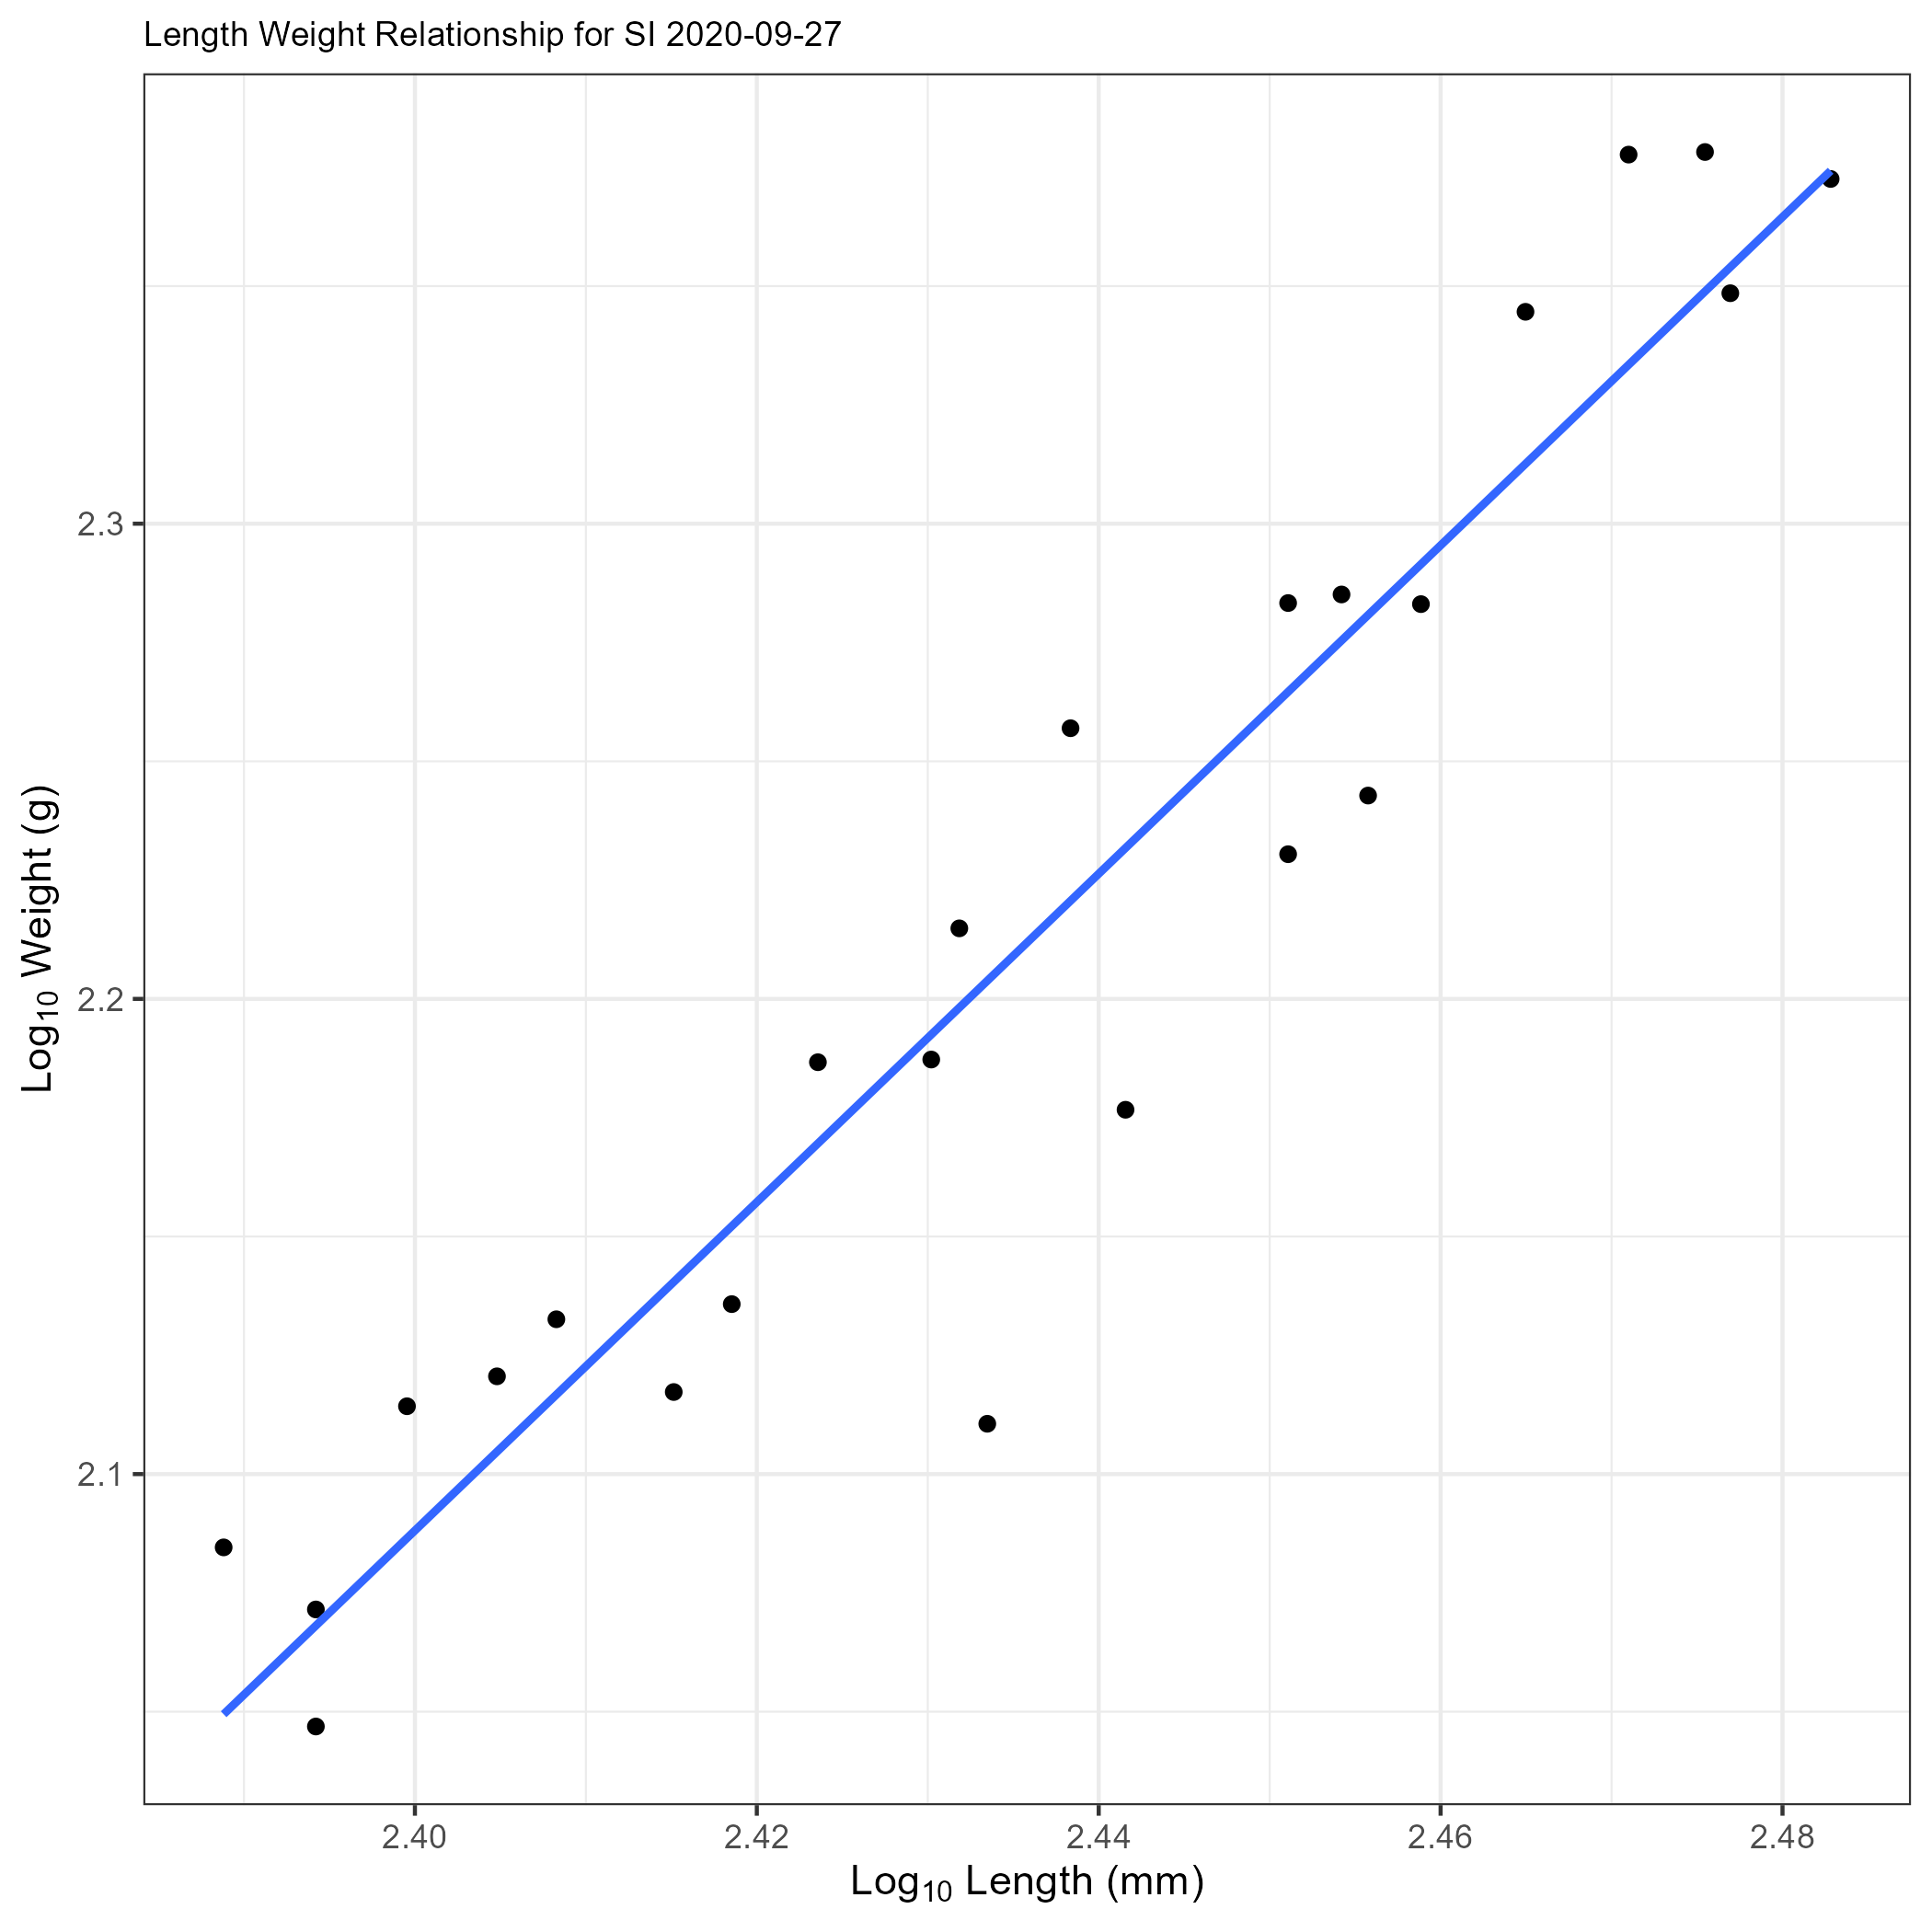 Length Weight Relationship for SI 2020-09-27
Log₁₀ Weight (g)
2.3
2.2
2.1
2.40 2.42 2.44 2.46 2.48
Log₁₀ Length (mm)